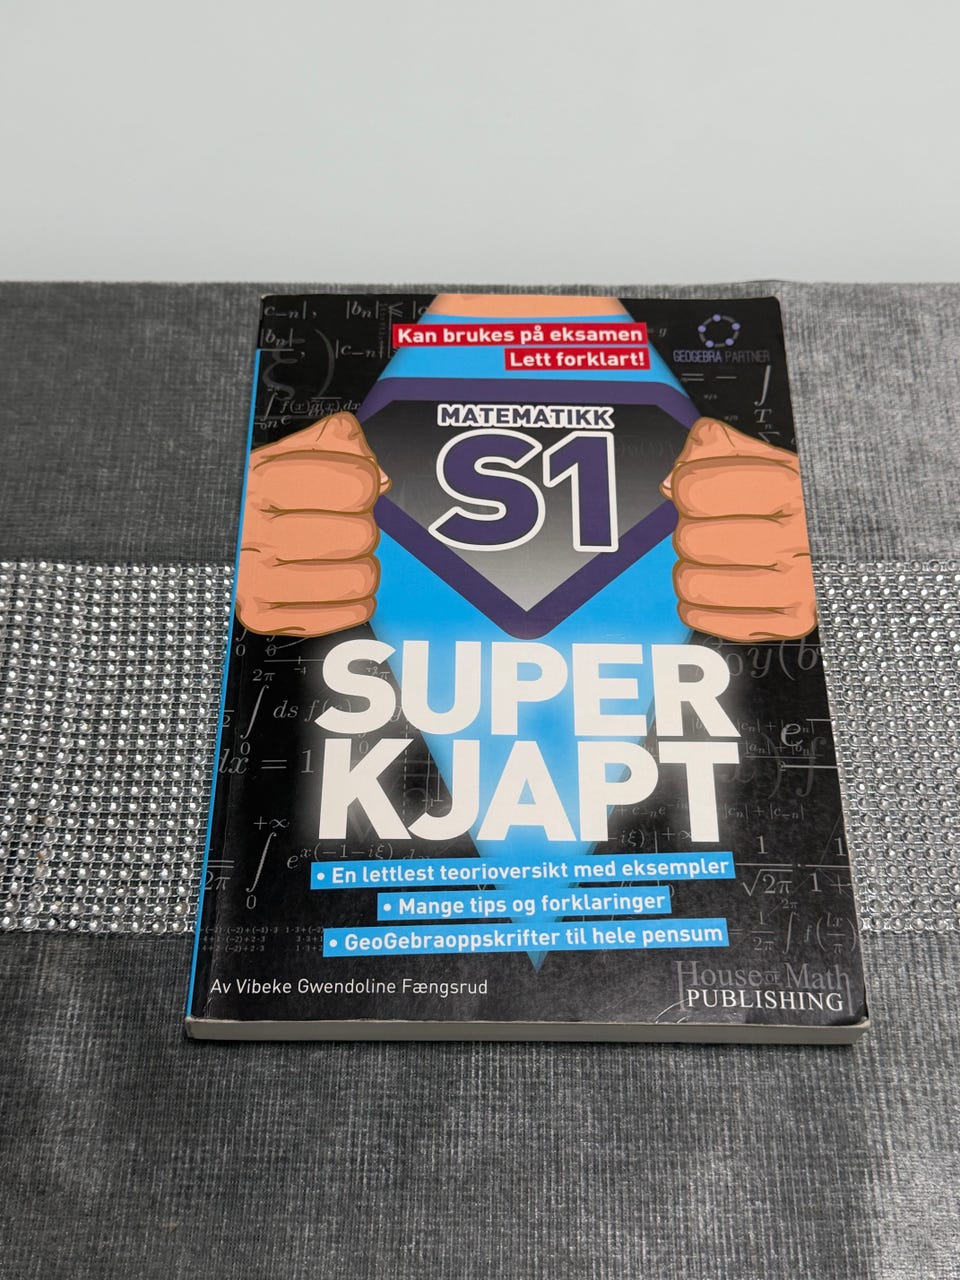 Kan brukes på eksamen
Lett forklart!
GEOGEBRA PARTNER
MATEMATIKK
S1
SUPER
KJAPT
• En lettlest teorioversikt med eksempler
• Mange tips og forklaringer
• GeoGebraoppskrifter til hele pensum
Av Vibeke Gwendoline Fængsrud
House OF Math
PUBLISHING